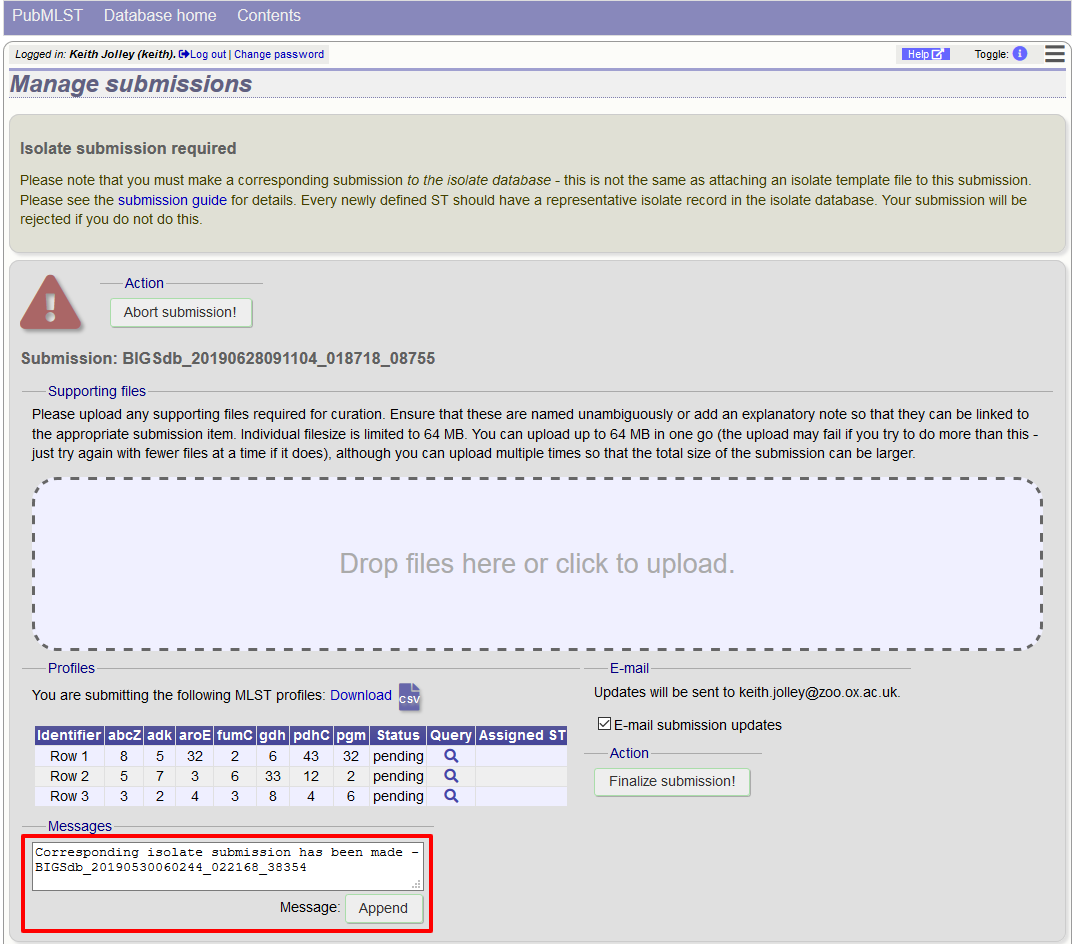 PubMLST Database home Contents
Logged in: Keith Jolley (keith). Log out | Change password Help Toggle: i
Manage submissions
Isolate submission required
Please note that you must make a corresponding submission to the isolate database - this is not the same as attaching an isolate template file to this submission.
Please see the submission guide for details. Every newly defined ST should have a representative isolate record in the isolate database. Your submission will be
rejected if you do not do this.
Action
Abort submission!
Submission: BIGSdb_20190628091104_018718_08755
Supporting files
Please upload any supporting files required for curation. Ensure that these are named unambiguously or add an explanatory note so that they can be linked to
the appropriate submission item. Individual filesize is limited to 64 MB. You can upload up to 64 MB in one go (the upload may fail if you try to do more than this -
just try again with fewer files at a time if it does), although you can upload multiple times so that the total size of the submission can be larger.
Drop files here or click to upload.
Profiles
You are submitting the following MLST profiles: Download CSV
Identifier abcZ adk aroE fumC gdh pdhC pgm Status Query Assigned ST
Row 1 8 5 32 2 6 43 32 pending
Row 2 5 7 3 6 33 12 2 pending
Row 3 3 2 4 3 8 4 6 pending
E-mail
Updates will be sent to keith.jolley@zoo.ox.ac.uk.
E-mail submission updates
Action
Finalize submission!
Messages
Corresponding isolate submission has been made -
BIGSdb_20190530060244_022168_38354
Message: Append